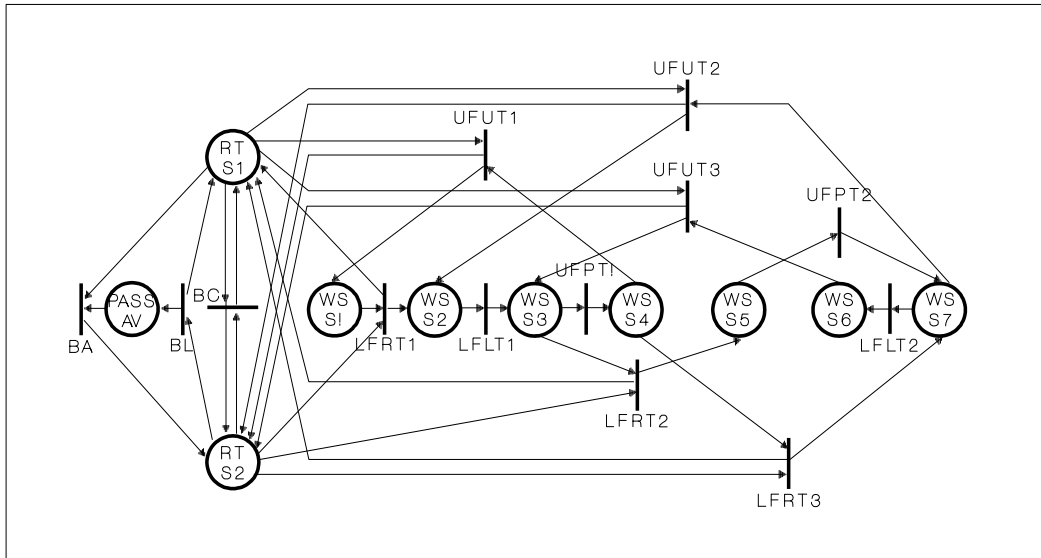 UFUT2
UFUT1
RT
S1
UFUT3
UFPT2
UFPT!
BC
PASS
AV
WS
S!
WS
S2
WS
S3
WS
S4
WS
S5
WS
S6
WS
S7
BA
BL
LFRT1
LFLT1
LFLT2
LFRT2
RT
S2
LFRT3